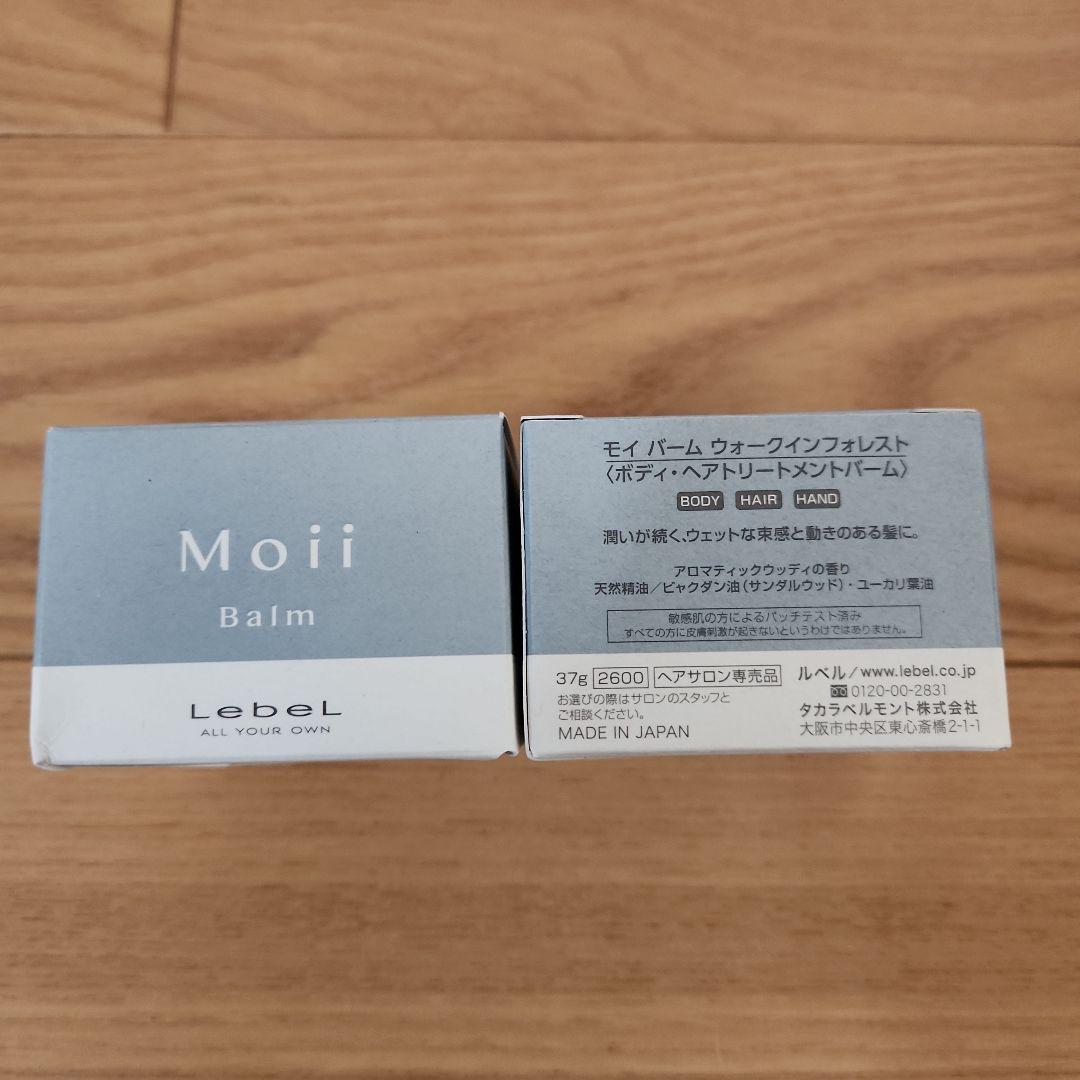 Moii
Balm
LebeL
ALL YOUR OWN
モイ バーム ウォークインフォレスト
〈ボディ・ヘアトリートメントバーム〉
BODY HAIR HAND
潤いが続く、ウェットな束感と動きのある髪に。
アロマティックウッディの香り
天然精油/ビャクダン油(サンダルウッド)・ユーカリ葉油
敏感肌の方によるパッチテスト済み
すべての方に皮膚刺激が起きないというわけではありません。
37g 2600 ヘアサロン専売品
お選びの際はサロンのスタッフと
ご相談ください。
MADE IN JAPAN
ルベル/www.lebel.co.jp
0120-00-2831
タカラベルモント株式会社
大阪市中央区東心斎橋2-1-1